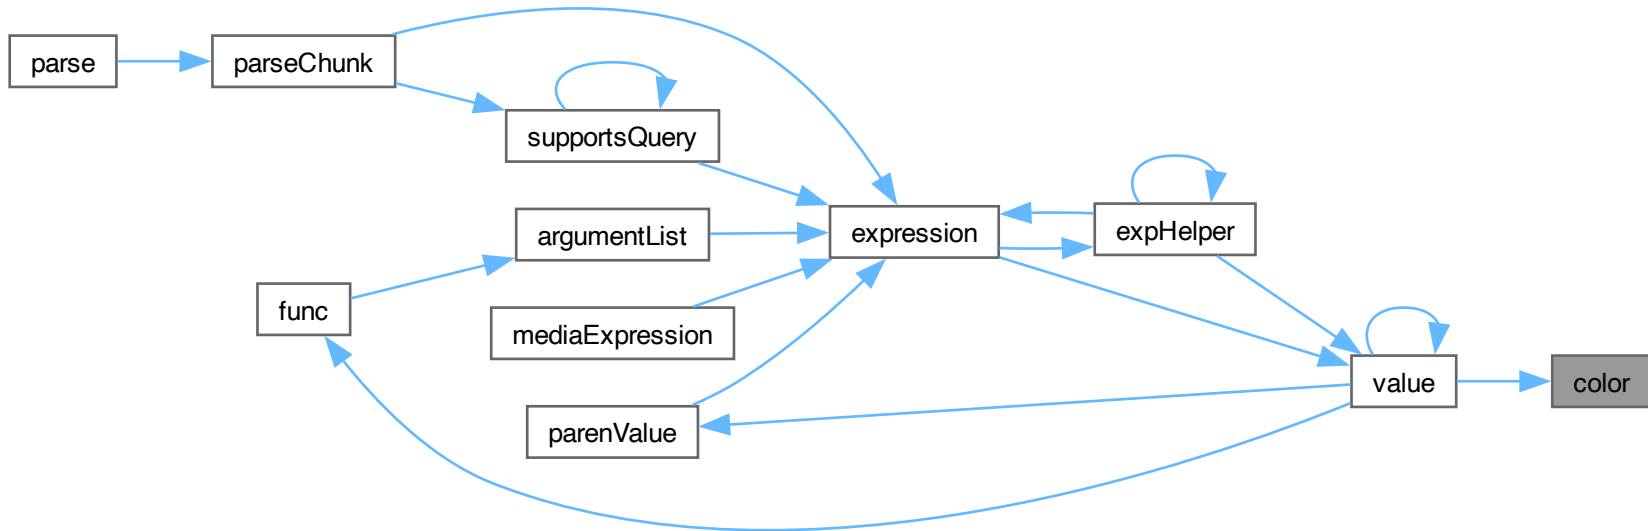 parse
parseChunk
supportsQuery
argumentList
expression
expHelper
func
mediaExpression
value
color
parenValue